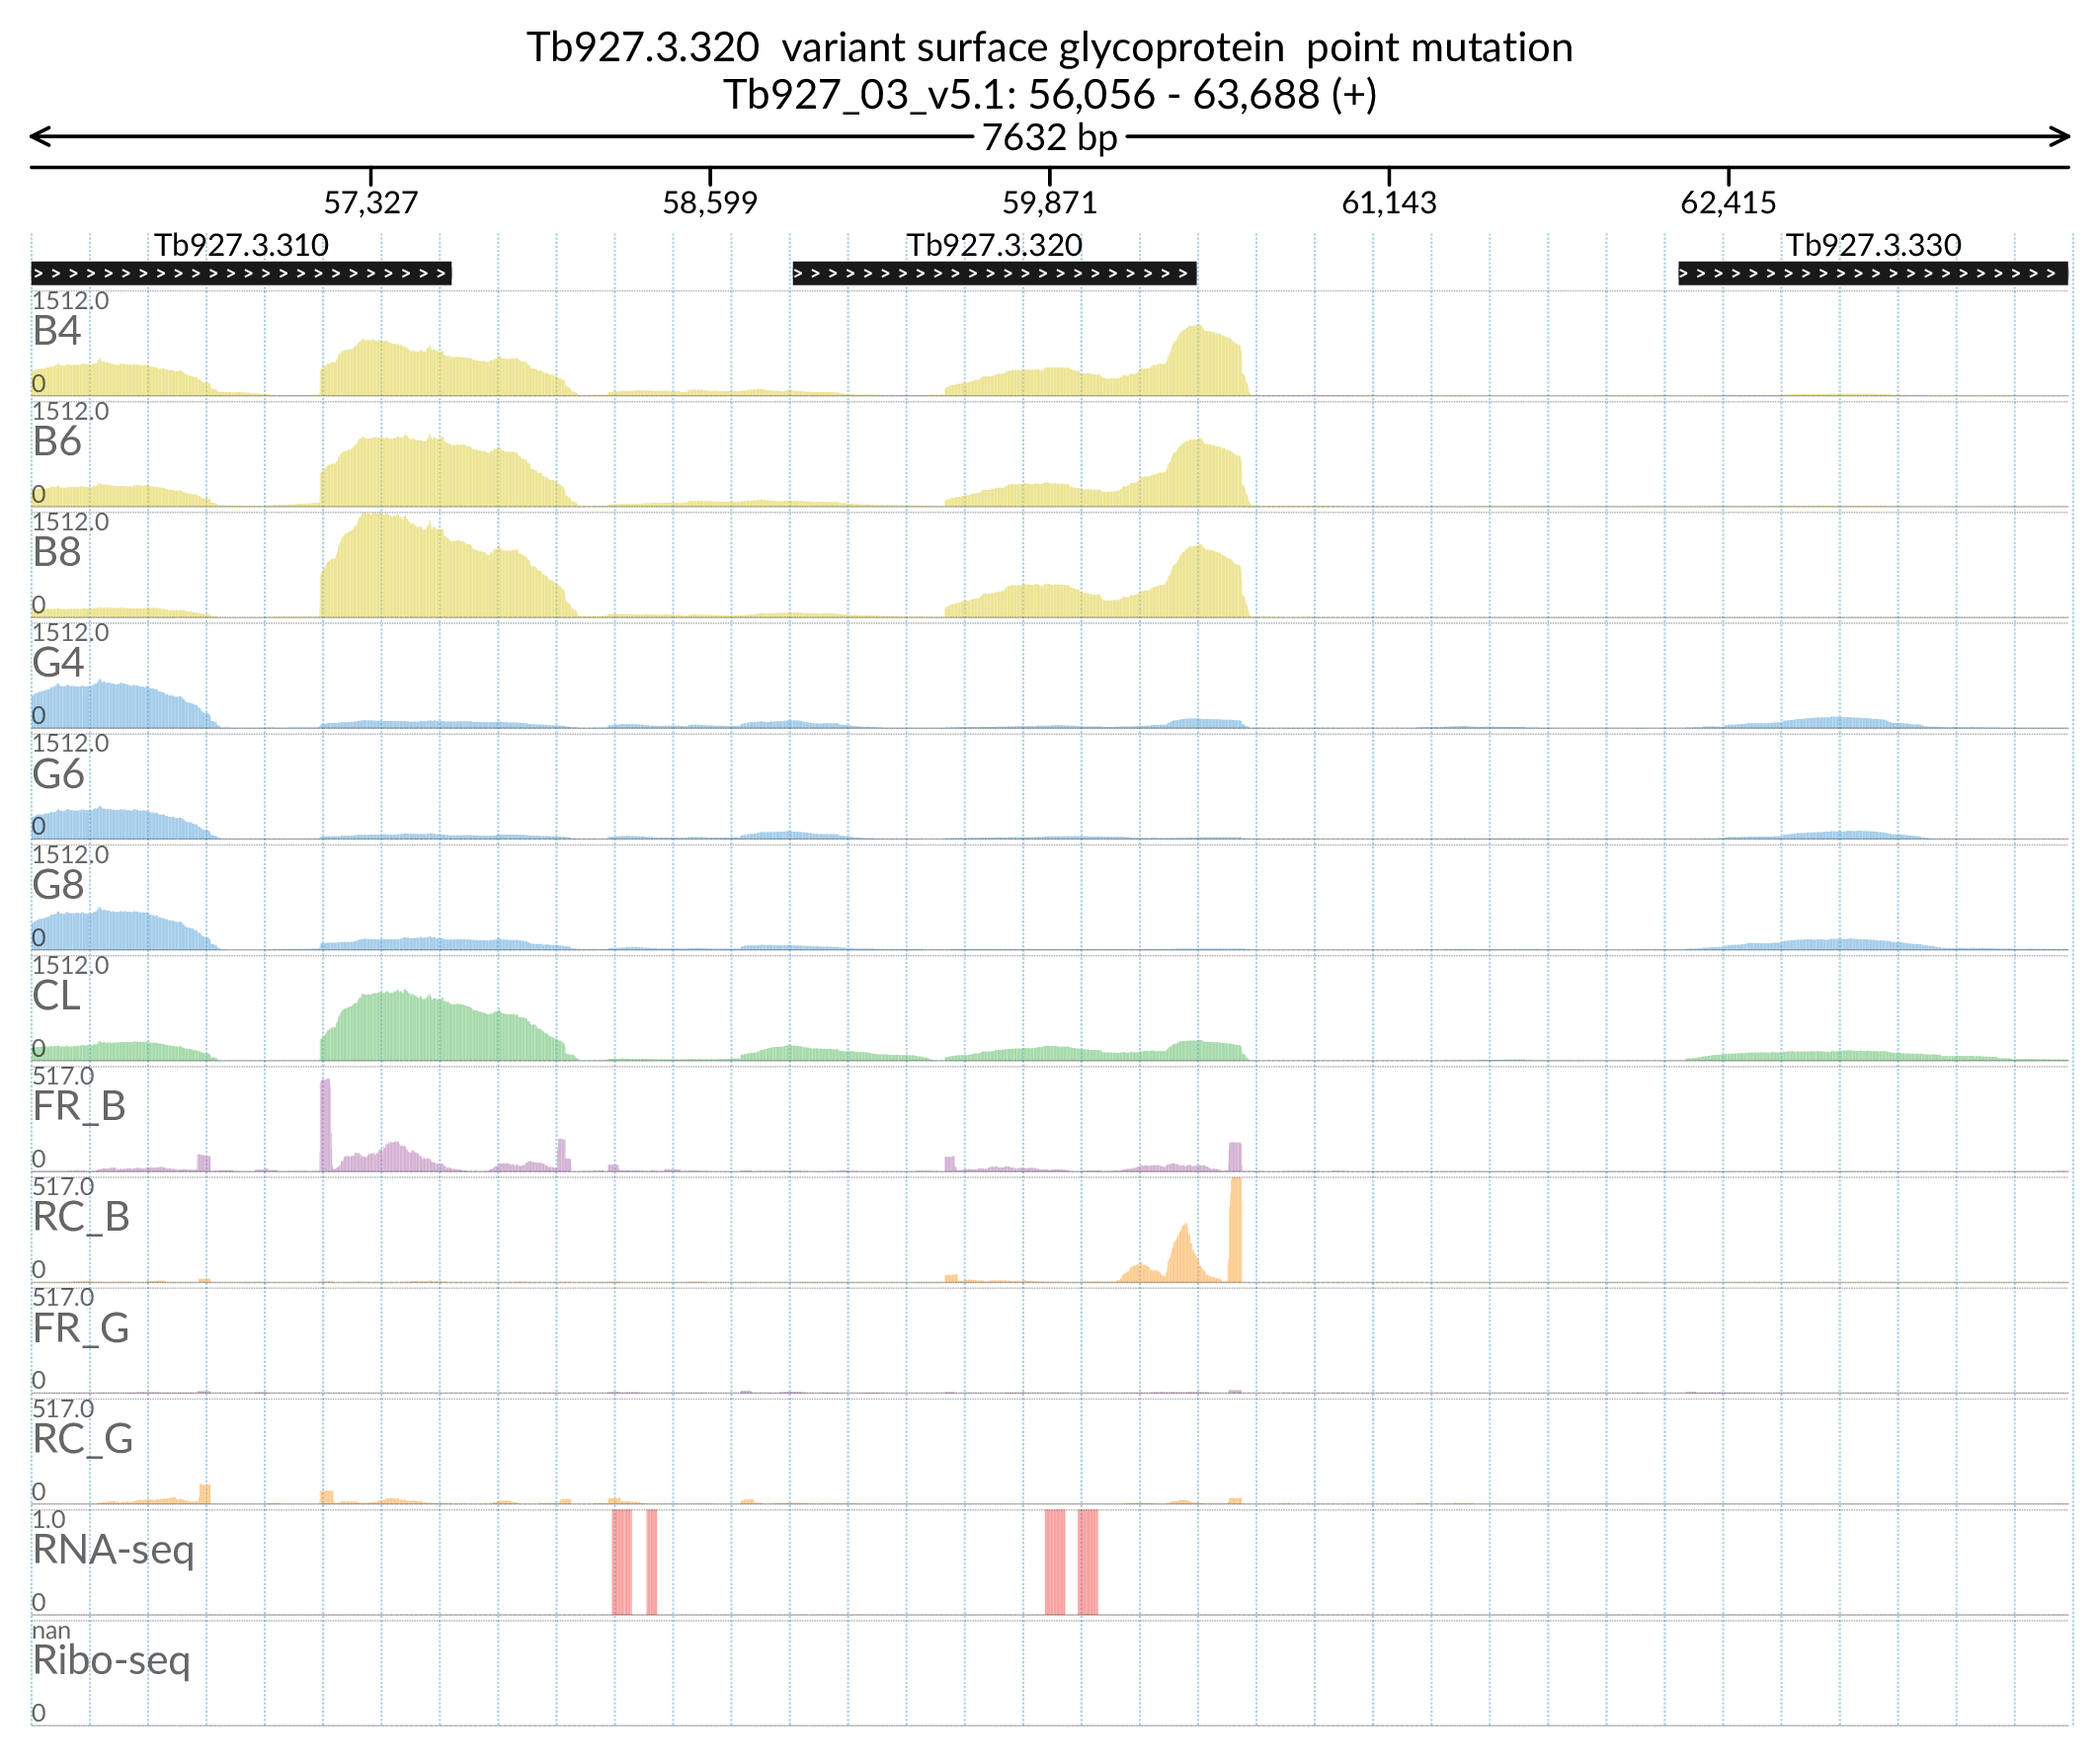 Tb927.3.320  variant surface glycoprotein  point mutation
Tb927_03_v5.1: 56,056 - 63,688 (+)
7632 bp
57,327 58,599 59,871 61,143 62,415
Tb927.3.310 Tb927.3.320 Tb927.3.330
1512.0
B4
0
1512.0
B6
0
1512.0
B8
0
1512.0
G4
0
1512.0
G6
0
1512.0
G8
0
1512.0
CL
0
517.0
FR_B
0
517.0
RC_B
0
517.0
FR_G
0
517.0
RC_G
0
1.0
RNA-seq
0
nan
Ribo-seq
0